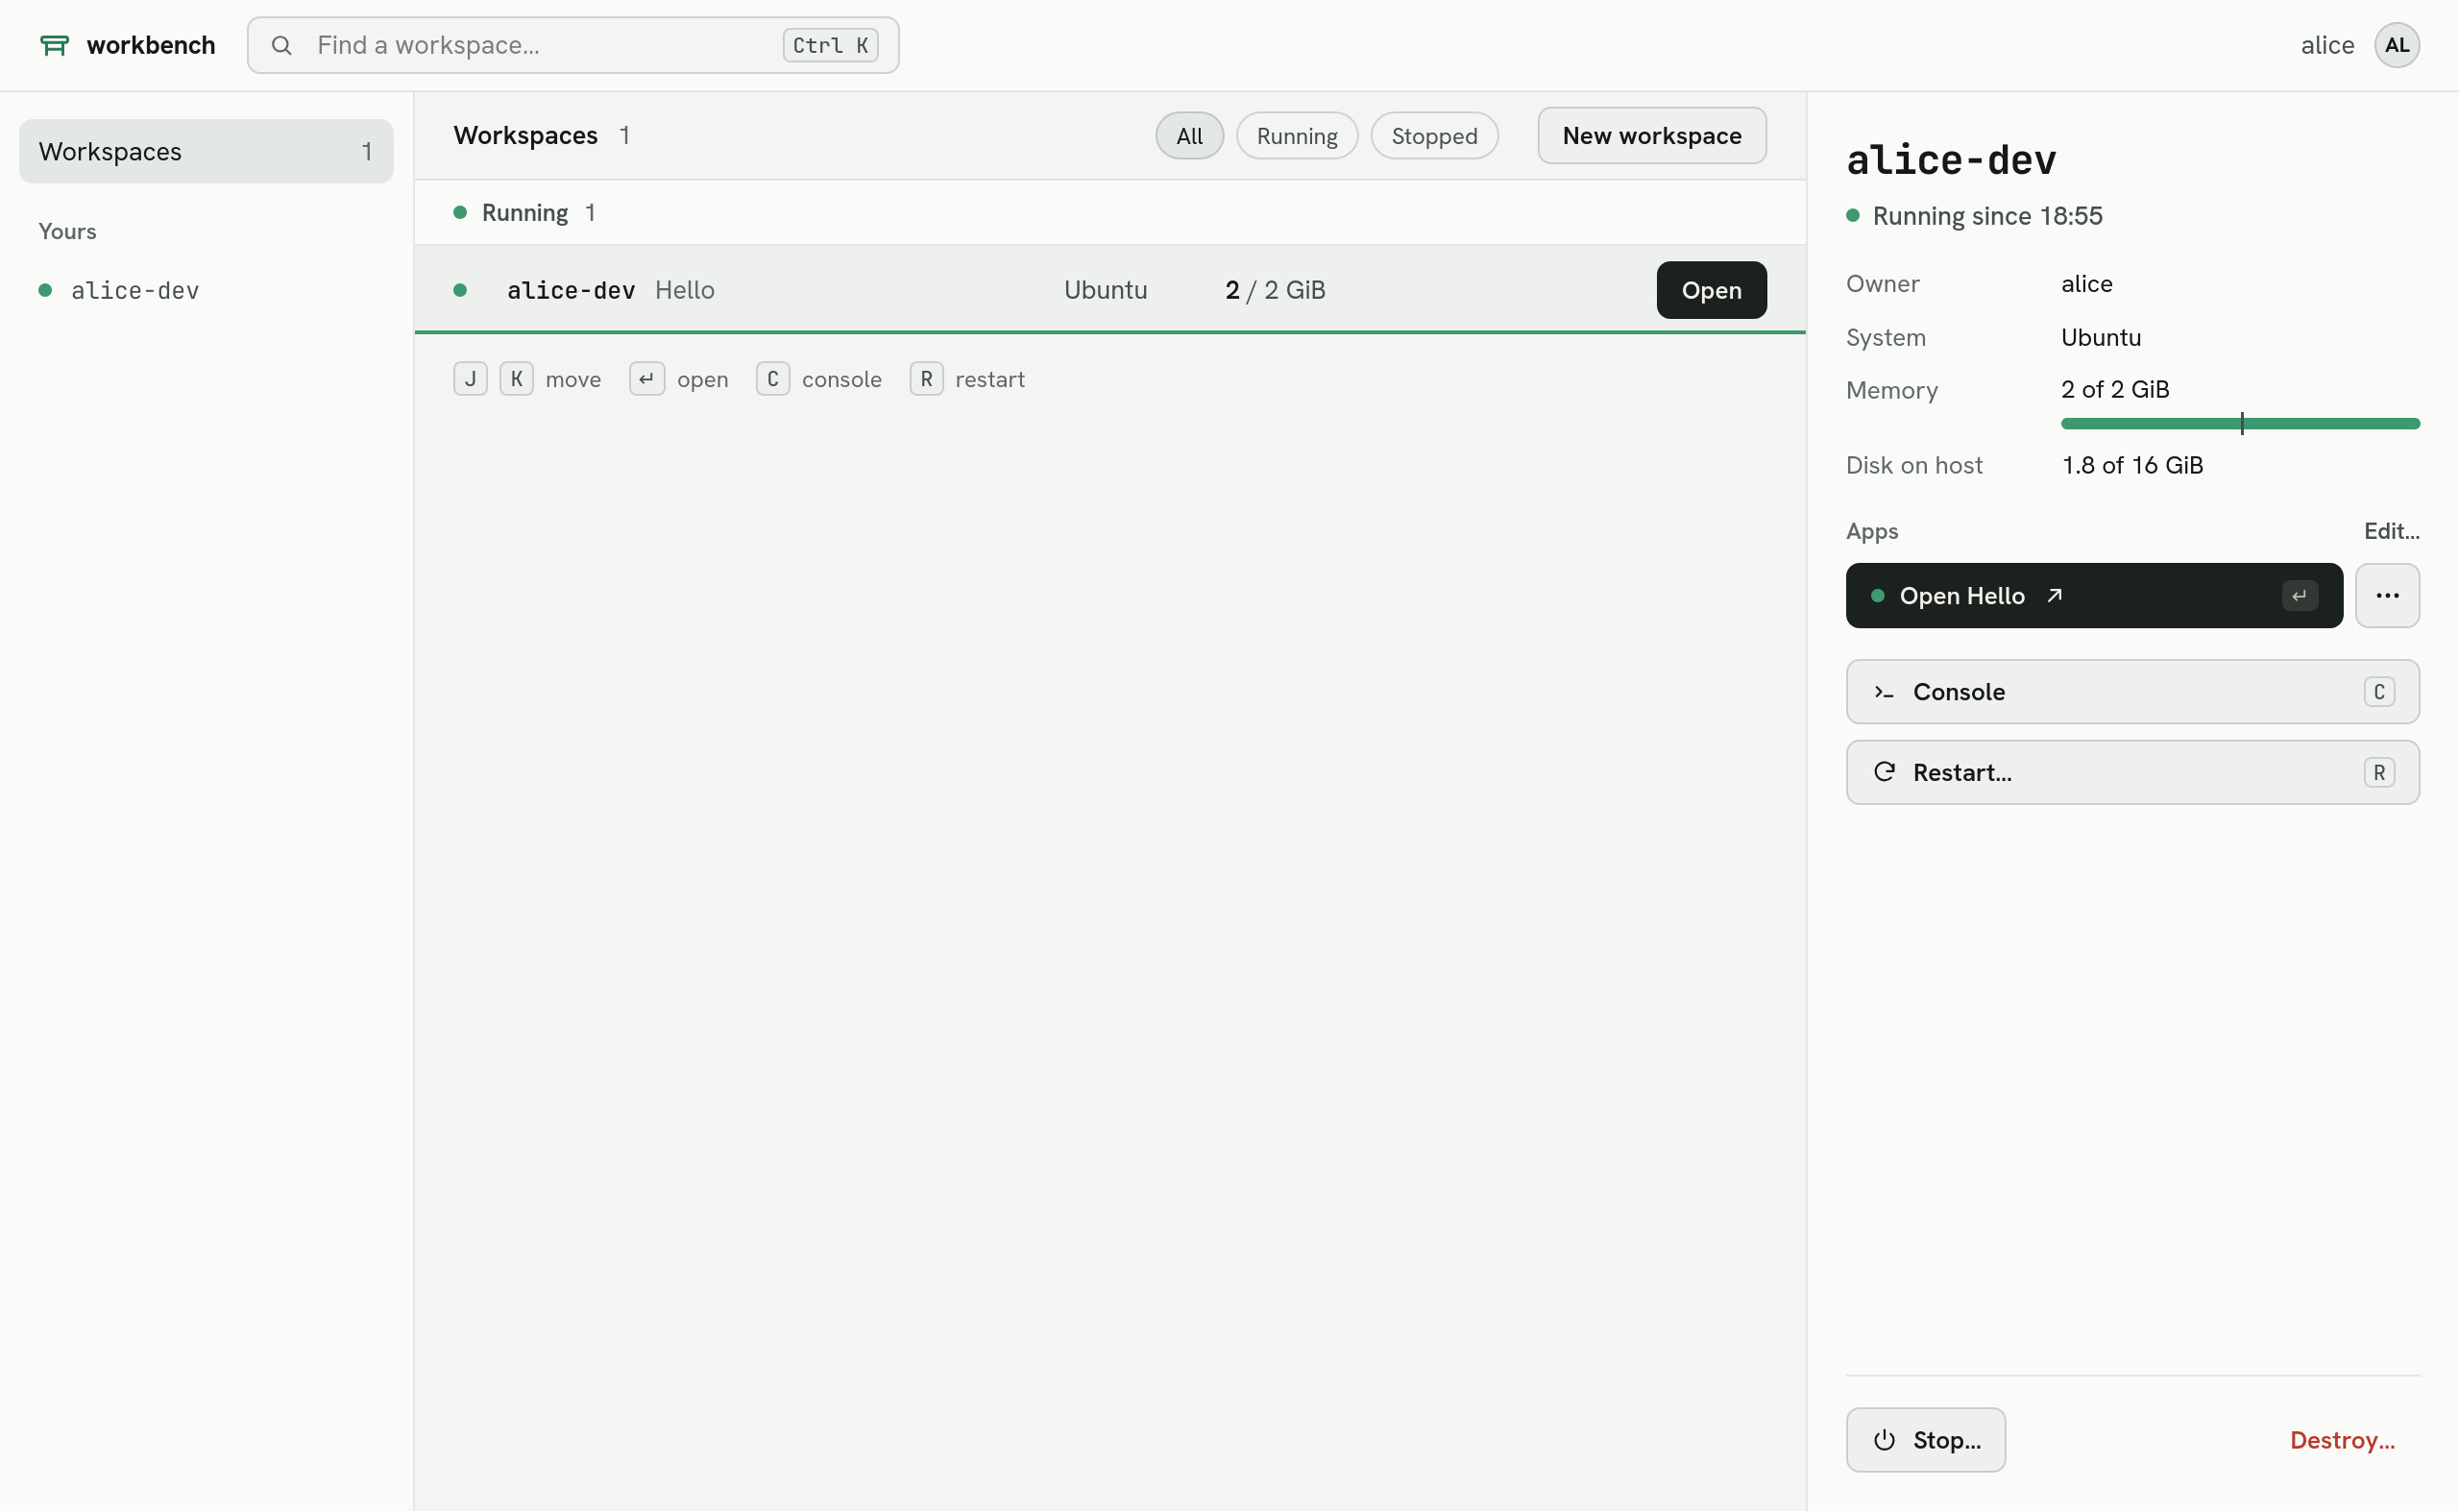 workbench
Find a workspace...
Ctrl K
alice
AL
Workspaces 1
Yours
alice-dev
Workspaces 1
All
Running
Stopped
New workspace
Running 1
alice-dev Hello Ubuntu 2 / 2 GiB Open
J K move ↵ open C console R restart
alice-dev
Running since 18:55
Owner alice
System Ubuntu
Memory 2 of 2 GiB
Disk on host 1.8 of 16 GiB
Apps Edit...
Open Hello ↗ ↵
Console C
Restart... R
Stop... Destroy...